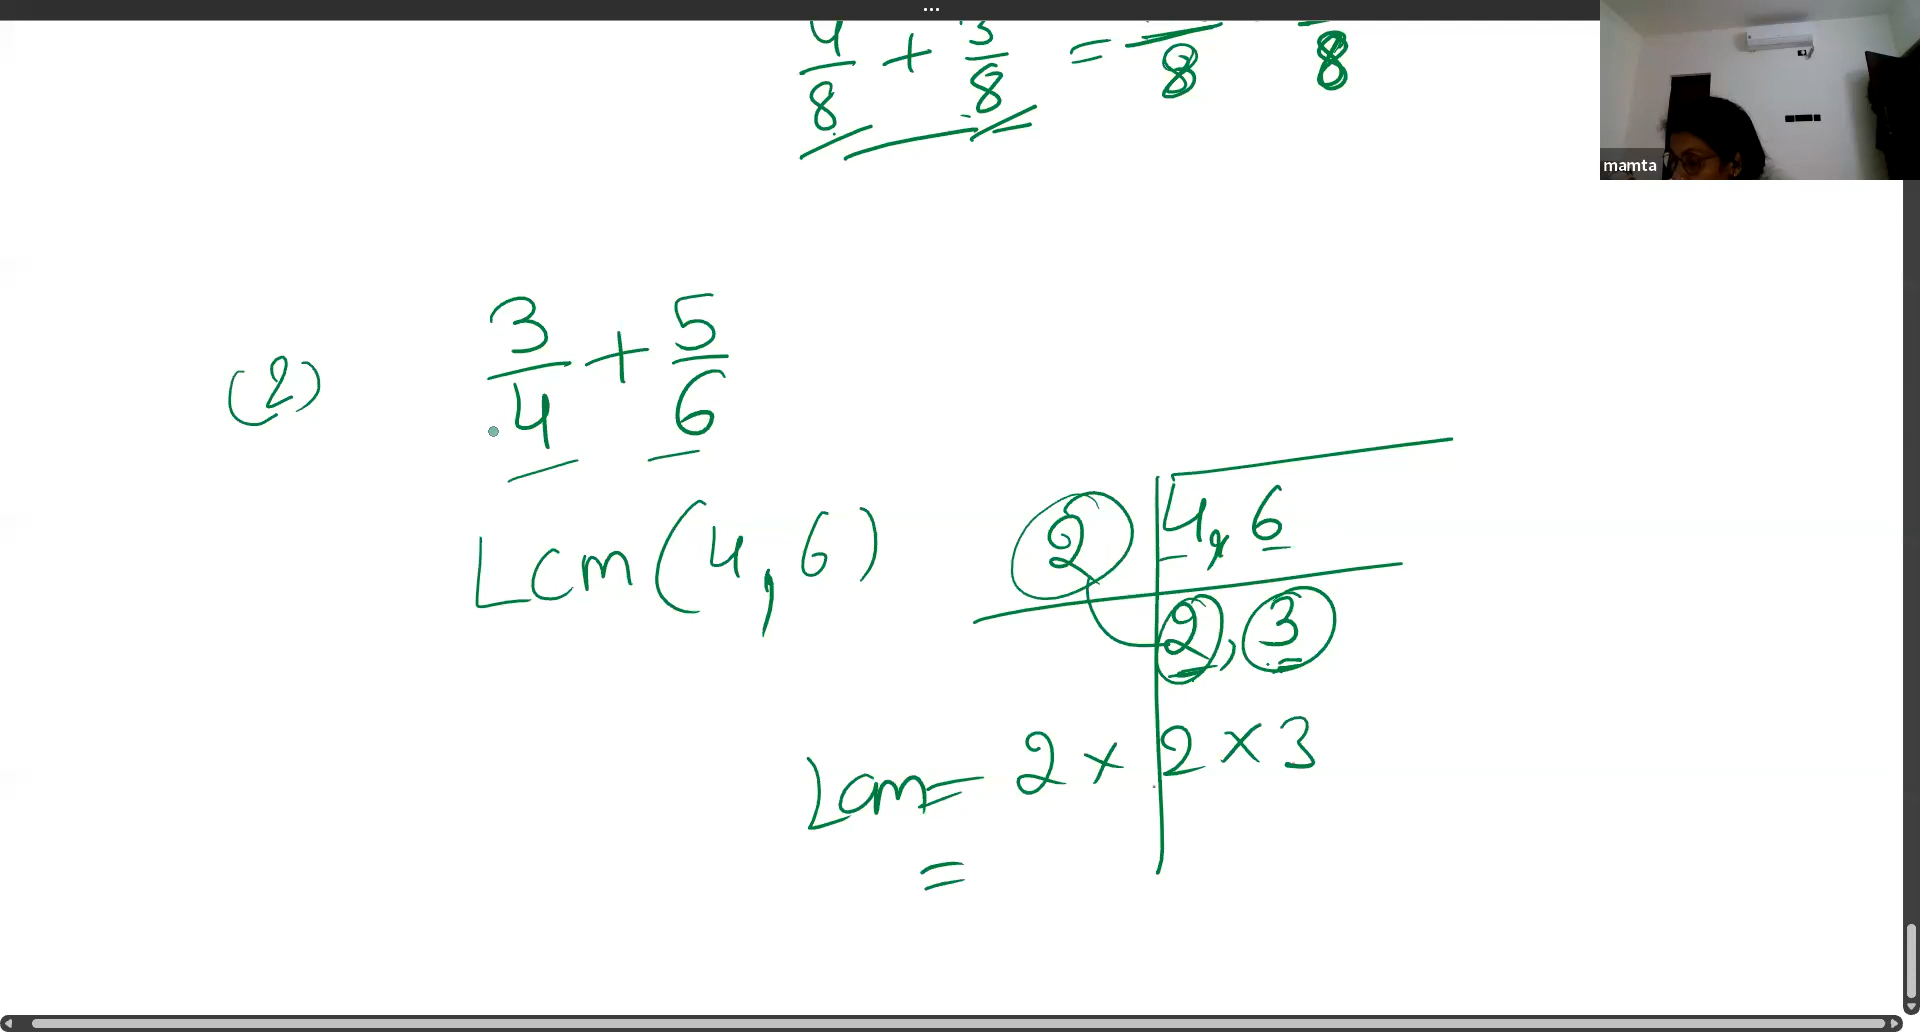 4/8 + 3/8 = /8 /8
mamta
(2) 3/4 + 5/6
Lcm(4,6)
2 | 4, 6
2, 3
Lcm = 2 × 2 × 3
=